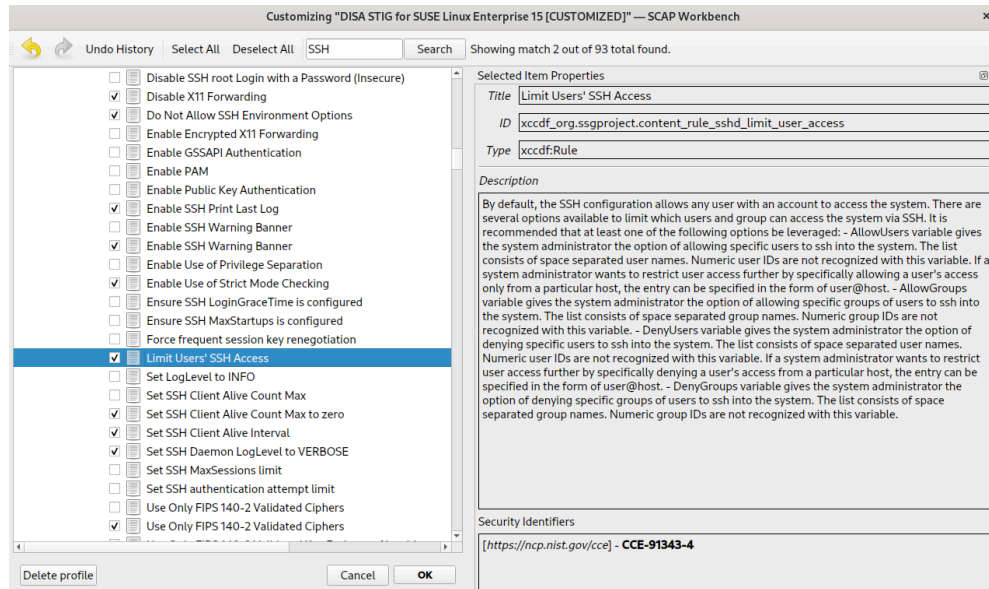 Customizing "DISA STIG for SUSE Linux Enterprise 15 [CUSTOMIZED]" — SCAP Workbench
Undo History Select All Deselect All SSH Search Showing match 2 out of 93 total found.
Disable SSH root Login with a Password (Insecure)
Disable X11 Forwarding
Do Not Allow SSH Environment Options
Enable Encrypted X11 Forwarding
Enable GSSAPI Authentication
Enable PAM
Enable Public Key Authentication
Enable SSH Print Last Log
Enable SSH Warning Banner
Enable SSH Warning Banner
Enable Use of Privilege Separation
Enable Use of Strict Mode Checking
Ensure SSH LoginGraceTime is configured
Ensure SSH MaxStartups is configured
Force frequent session key renegotiation
Limit Users' SSH Access
Set LogLevel to INFO
Set SSH Client Alive Count Max
Set SSH Client Alive Count Max to zero
Set SSH Client Alive Interval
Set SSH Daemon LogLevel to VERBOSE
Set SSH MaxSessions limit
Set SSH authentication attempt limit
Use Only FIPS 140-2 Validated Ciphers
Use Only FIPS 140-2 Validated Ciphers
Delete profile Cancel OK
Selected Item Properties
Title Limit Users' SSH Access
ID xccdf_org.ssgproject.content_rule_sshd_limit_user_access
Type xccdf:Rule
Description
By default, the SSH configuration allows any user with an account to access the system. There are
several options available to limit which users and group can access the system via SSH. It is
recommended that at least one of the following options be leveraged: - AllowUsers variable gives
the system administrator the option of allowing specific users to ssh into the system. The list
consists of space separated user names. Numeric user IDs are not recognized with this variable. If a
system administrator wants to restrict user access further by specifically allowing a user's access
only from a particular host, the entry can be specified in the form of user@host. - AllowGroups
variable gives the system administrator the option of allowing specific groups of users to ssh into
the system. The list consists of space separated group names. Numeric group IDs are not
recognized with this variable. - DenyUsers variable gives the system administrator the option of
denying specific users to ssh into the system. The list consists of space separated user names.
Numeric user IDs are not recognized with this variable. If a system administrator wants to restrict
user access further by specifically denying a user's access from a particular host, the entry can be
specified in the form of user@host. - DenyGroups variable gives the system administrator the
option of denying specific groups of users to ssh into the system. The list consists of space
separated group names. Numeric group IDs are not recognized with this variable.
Security Identifiers
[https://ncp.nist.gov/cce] - CCE-91343-4